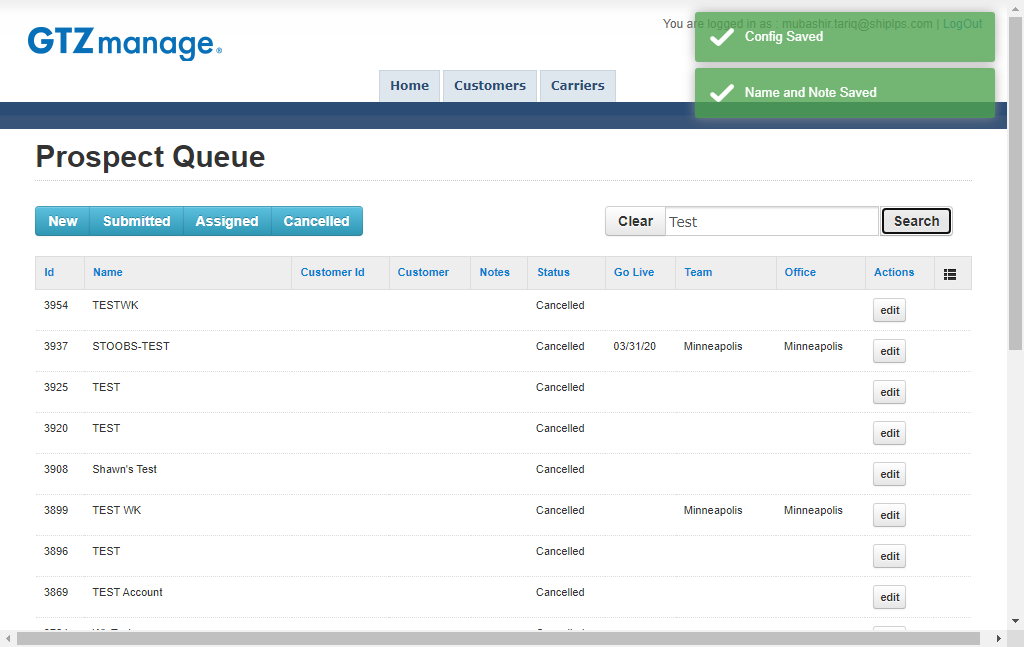 You are logged in as : mubashir.tariq@shiplps.com | LogOut
GTZmanage®
Config Saved
Name and Note Saved
Home Customers Carriers
Prospect Queue
New Submitted Assigned Cancelled Clear Test Search
Id Name Customer Id Customer Notes Status Go Live Team Office Actions
3954 TESTWK Cancelled edit
3937 STOOBS-TEST Cancelled 03/31/20 Minneapolis Minneapolis edit
3925 TEST Cancelled edit
3920 TEST Cancelled edit
3908 Shawn's Test Cancelled edit
3899 TEST WK Cancelled Minneapolis Minneapolis edit
3896 TEST Cancelled edit
3869 TEST Account Cancelled edit